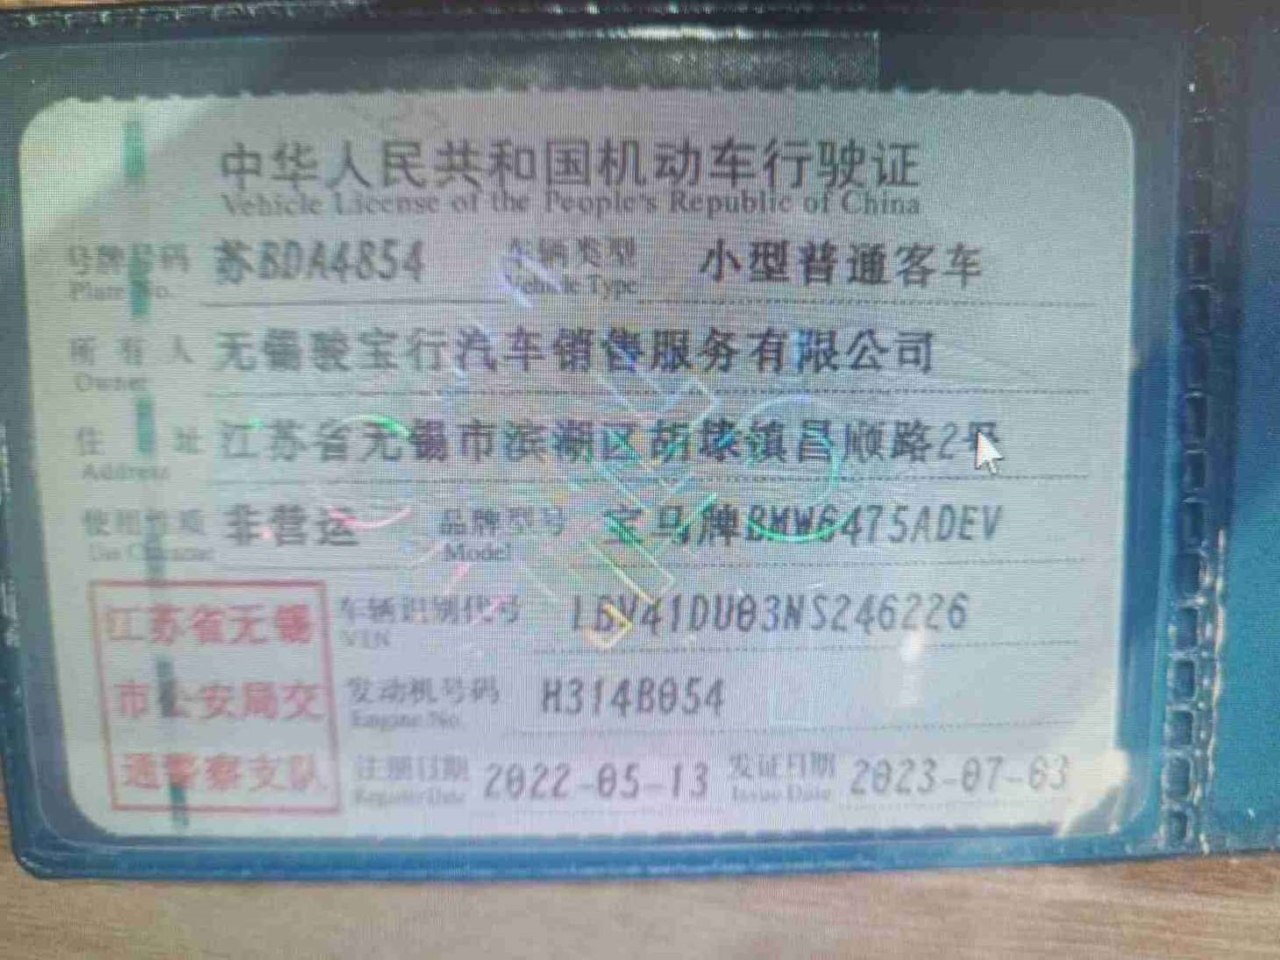 中华人民共和国机动车行驶证
Vehicle License of the People's Republic of China
号牌号码 苏BDA4854 车辆类型 小型普通客车
Plate No. Vehicle Type
所有人 无锡骏宝行汽车销售服务有限公司
Owner
住址 江苏省无锡市滨湖区胡埭镇昌顺路2号
Address
使用性质 非营运 品牌型号 宝马牌BMW6475ADEV
Use Character Model
江苏省无锡 车辆识别代号 LBV41DU03NS246226
VIN
市公安局交 发动机号码 H314B054
Engine No.
通警察支队 注册日期 2022-05-13 发证日期 2023-07-03
Register Date Issue Date